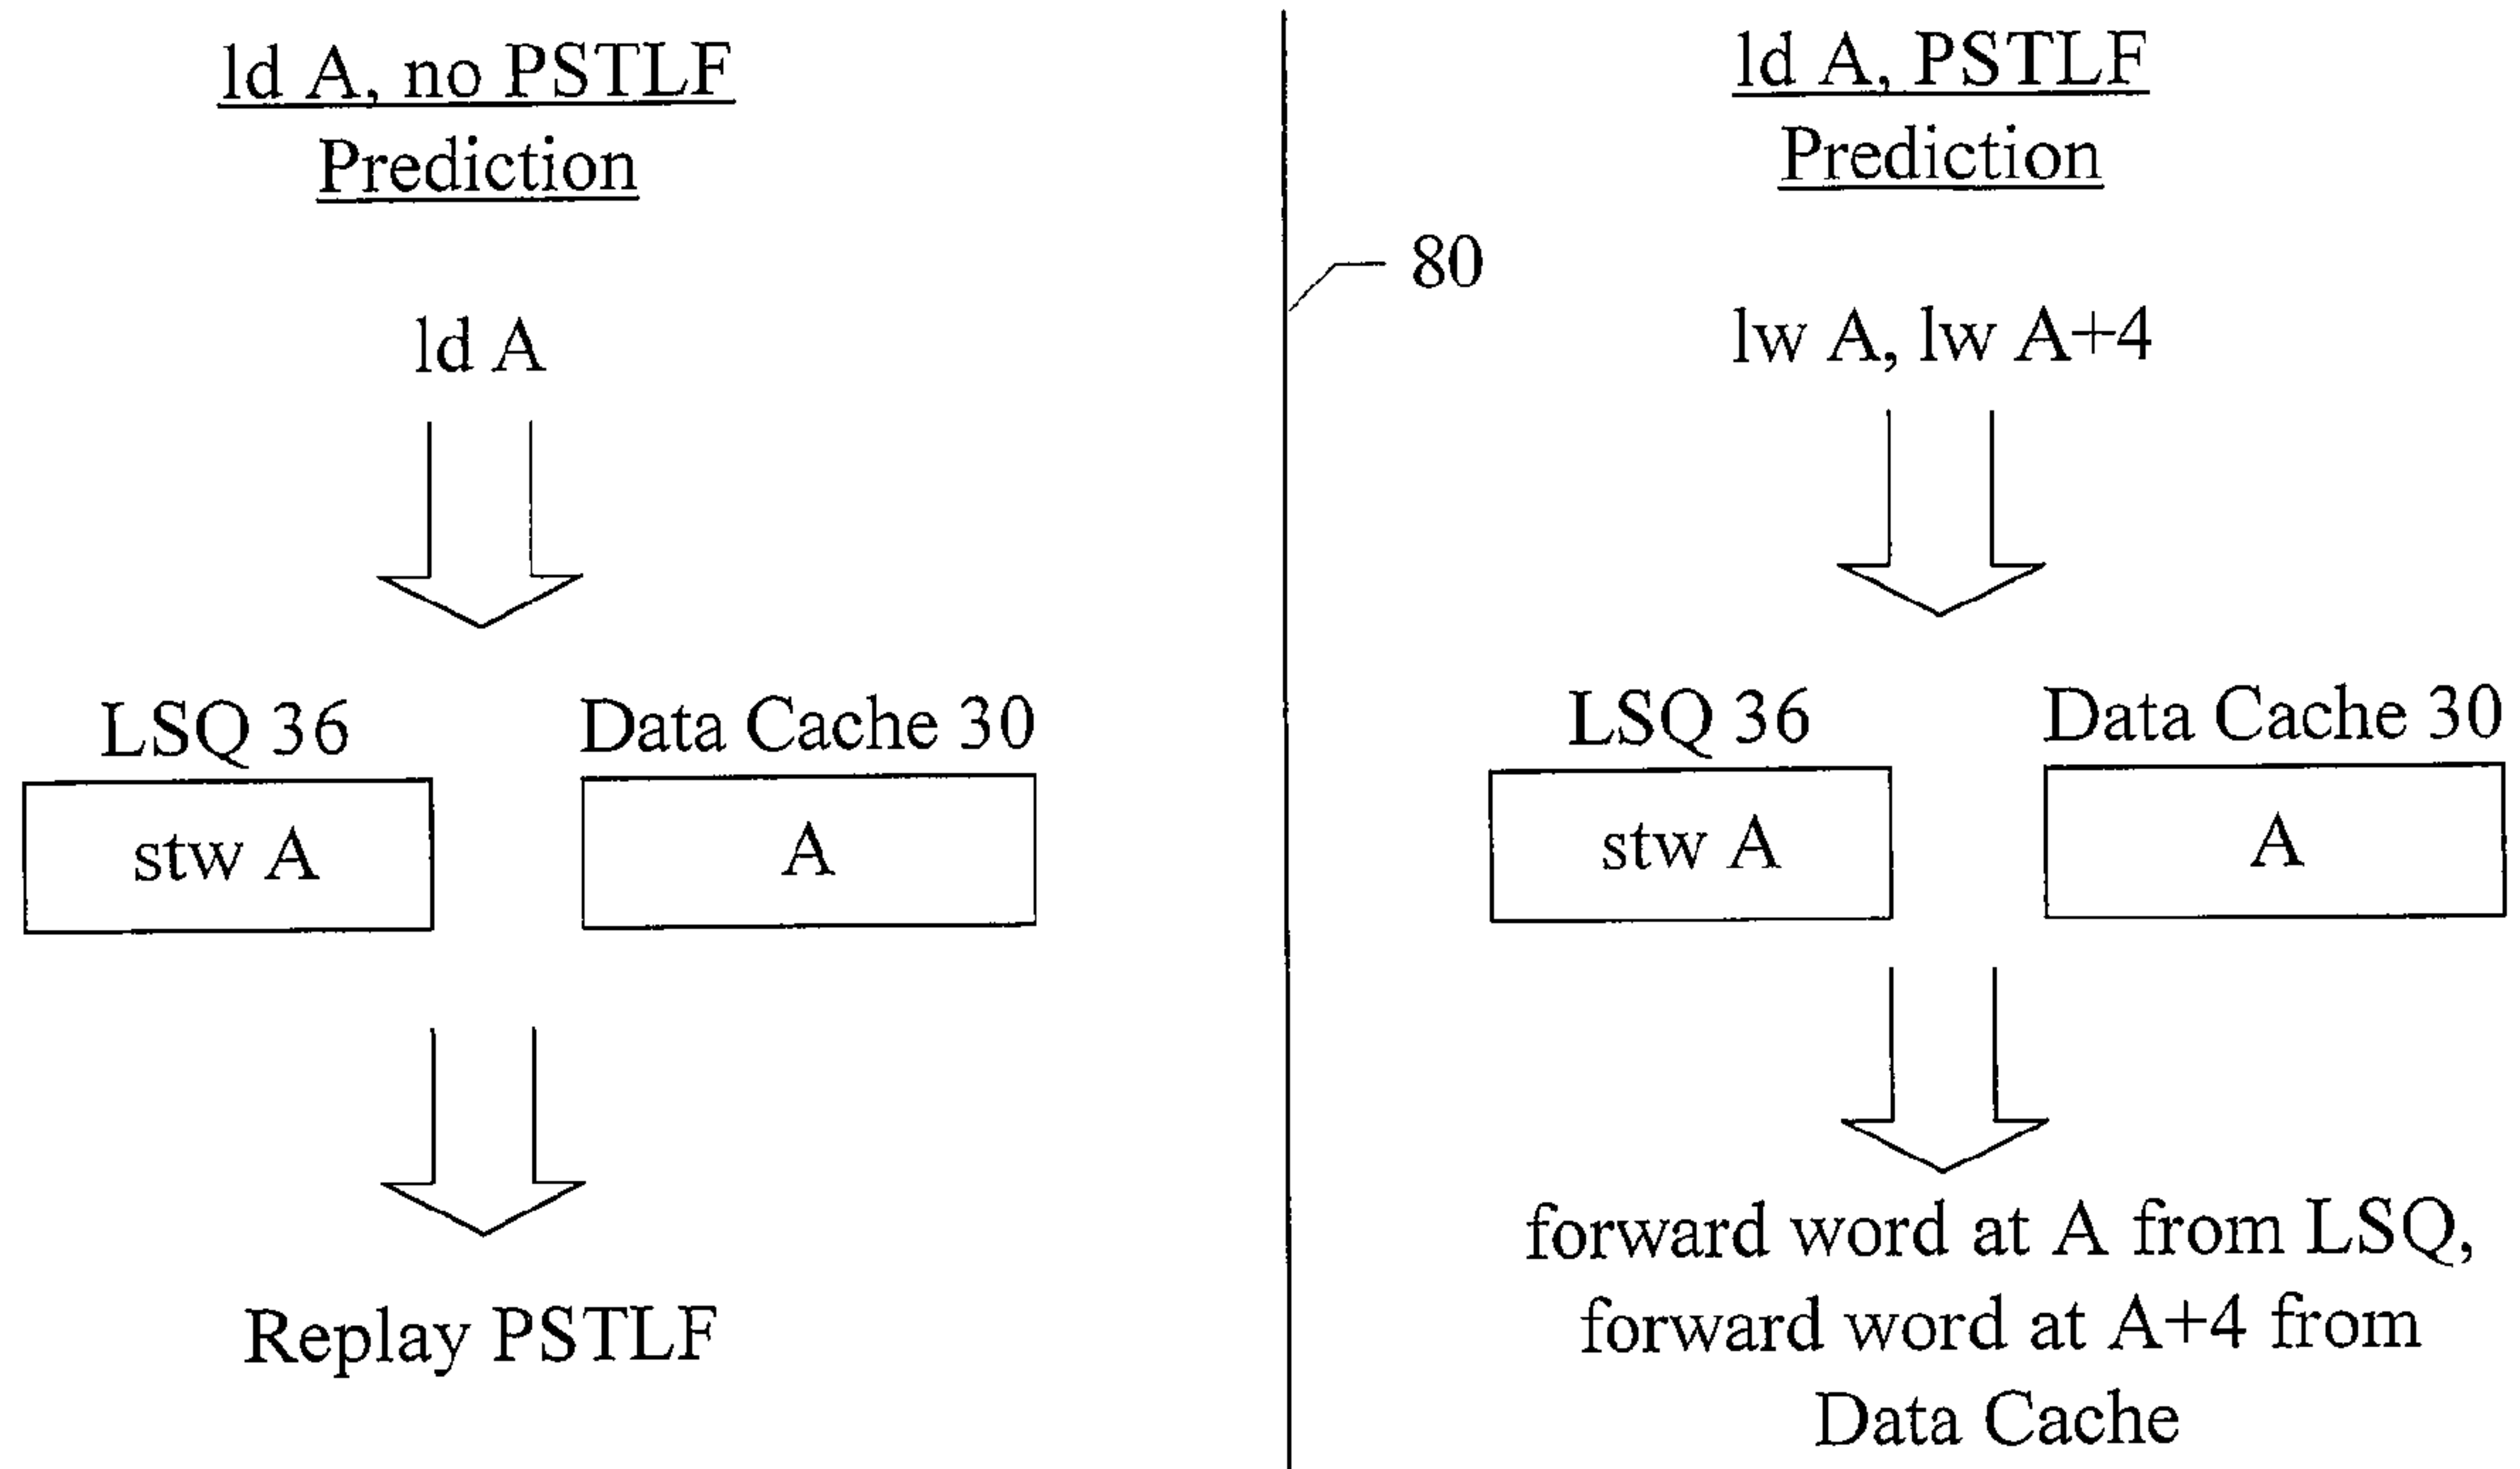 ld A, no PSTLF
Prediction
ld A
LSQ 36
Data Cache 30
stw A
A
Replay PSTLF
80
ld A, PSTLF
Prediction
lw A, lw A+4
LSQ 36
Data Cache 30
stw A
A
forward word at A from LSQ,
forward word at A+4 from
Data Cache